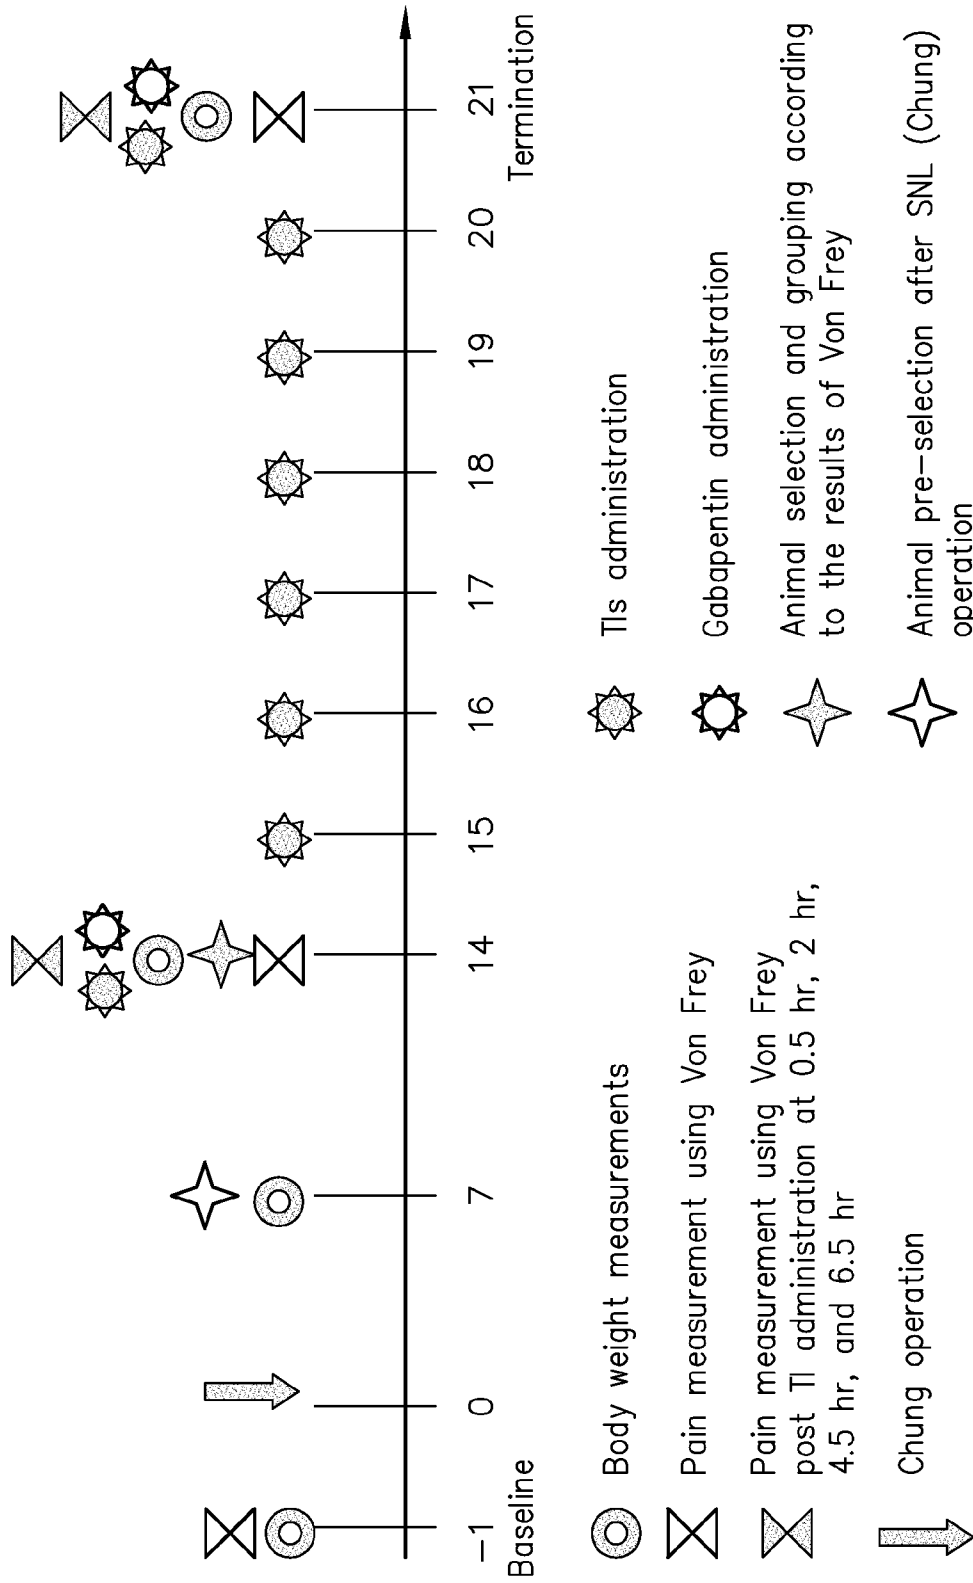 −1 0 7 14 15 16 17 18 19 20 21
Baseline Termination
Body weight measurements
Pain measurement using Von Frey
Pain measurement using Von Frey
post TI administration at 0.5 hr, 2 hr,
4.5 hr, and 6.5 hr
Chung operation
TIs administration
Gabapentin administration
Animal selection and grouping according
to the results of Von Frey
Animal pre−selection after SNL (Chung)
operation